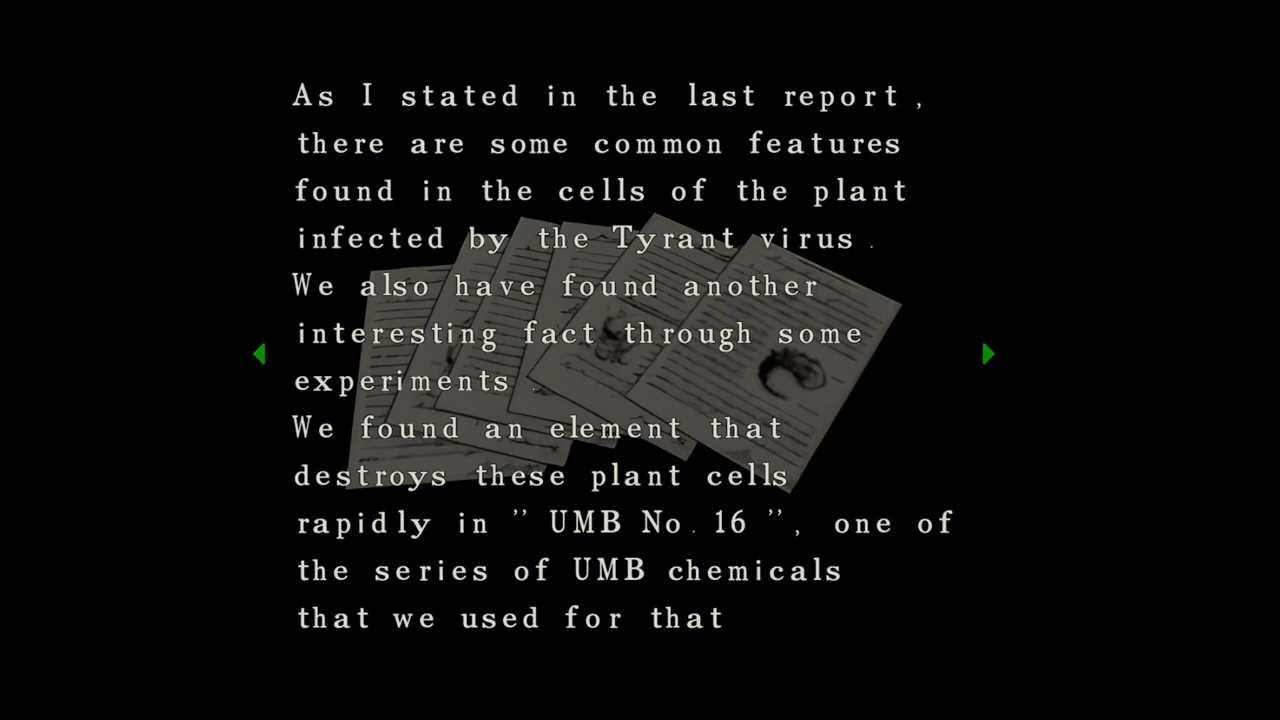 As I stated in the last report,
there are some common features
found in the cells of the plant
infected by the Tyrant virus.
We also have found another
interesting fact through some
experiments.
We found an element that
destroys these plant cells
rapidly in "UMB No.16", one of
the series of UMB chemicals
that we used for that